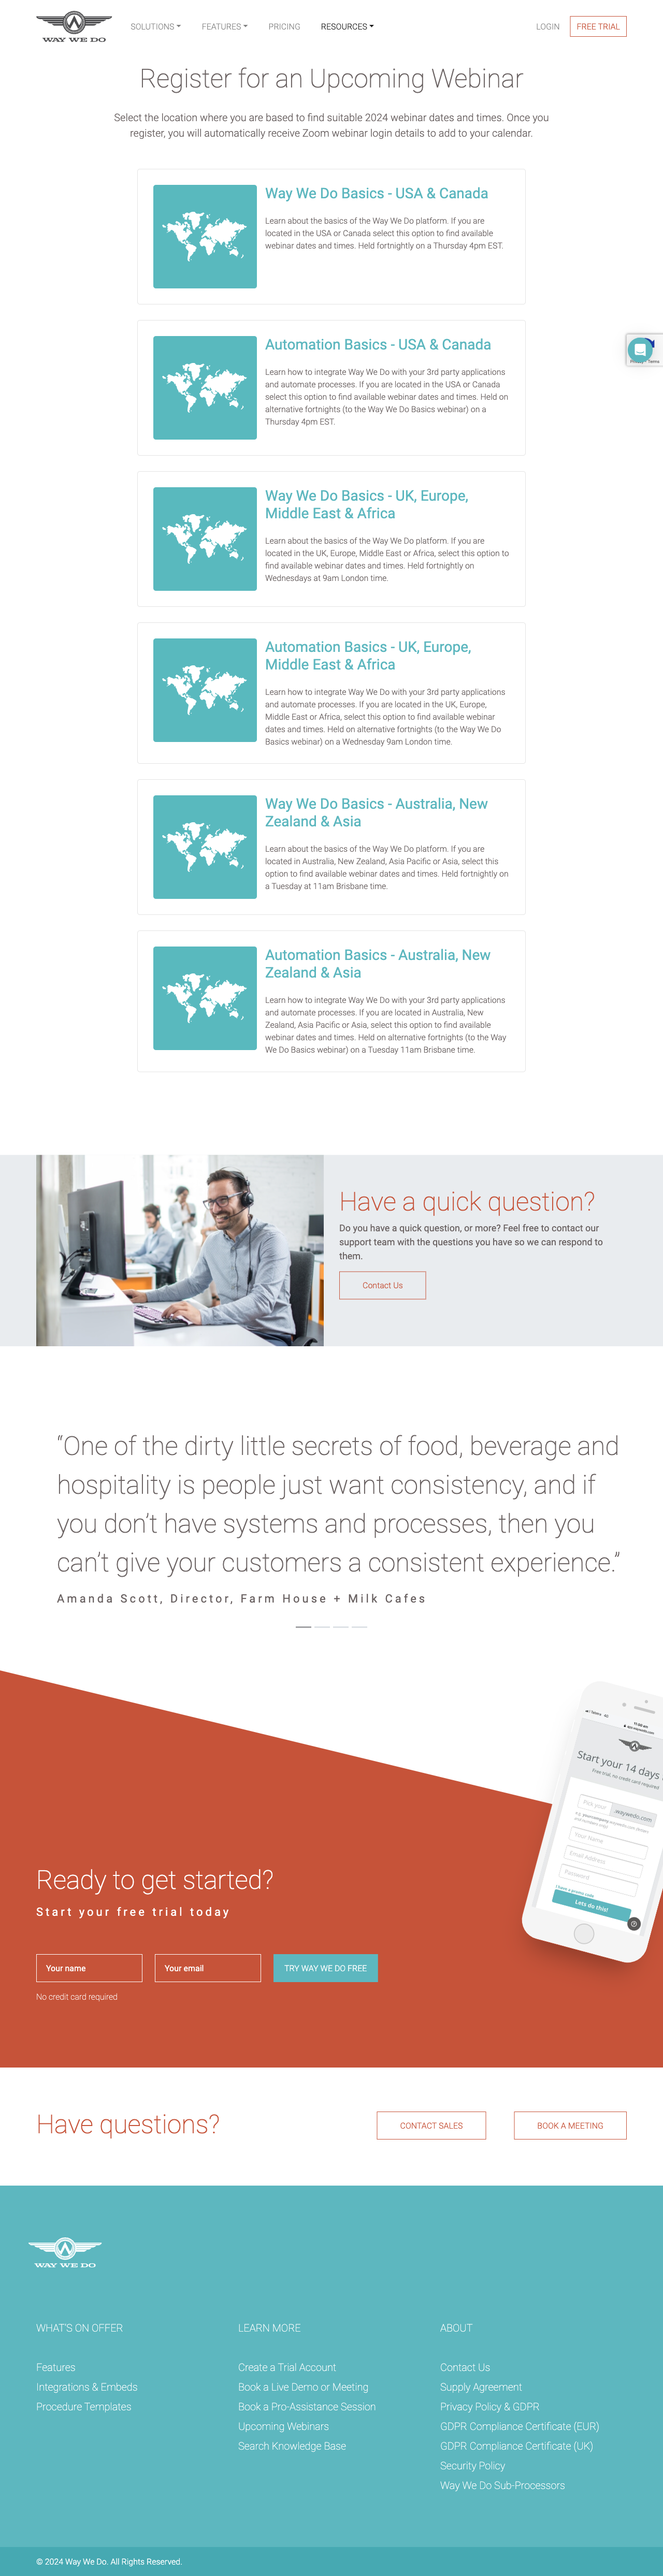 WAY WE DO
SOLUTIONS
FEATURES
PRICING
RESOURCES
LOGIN
FREE TRIAL
Register for an Upcoming Webinar
Select the location where you are based to find suitable 2024 webinar dates and times. Once you
register, you will automatically receive Zoom webinar login details to add to your calendar.
Way We Do Basics - USA & Canada
Learn about the basics of the Way We Do platform. If you are
located in the USA or Canada select this option to find available
webinar dates and times. Held fortnightly on a Thursday 4pm EST.
Automation Basics - USA & Canada
Learn how to integrate Way We Do with your 3rd party applications
and automate processes. If you are located in the USA or Canada
select this option to find available webinar dates and times. Held on
alternative fortnights (to the Way We Do Basics webinar) on a
Thursday 4pm EST.
Terms
Way We Do Basics - UK, Europe,
Middle East & Africa
Learn about the basics of the Way We Do platform. If you are
located in the UK, Europe, Middle East or Africa, select this option to
find available webinar dates and times. Held fortnightly on
Wednesdays at 9am London time.
Automation Basics - UK, Europe,
Middle East & Africa
Learn how to integrate Way We Do with your 3rd party applications
and automate processes. If you are located in the UK, Europe,
Middle East or Africa, select this option to find available webinar
dates and times. Held on alternative fortnights (to the Way We Do
Basics webinar) on a Wednesday 9am London time.
Way We Do Basics - Australia, New
Zealand & Asia
Learn about the basics of the Way We Do platform. If you are
located in Australia, New Zealand, Asia Pacific or Asia, select this
option to find available webinar dates and times. Held fortnightly on
a Tuesday at 11am Brisbane time.
Automation Basics - Australia, New
Zealand & Asia
Learn how to integrate Way We Do with your 3rd party applications
and automate processes. If you are located in Australia, New
Zealand, Asia Pacific or Asia, select this option to find available
webinar dates and times. Held on alternative fortnights (to the Way
We Do Basics webinar) on a Tuesday 11am Brisbane time.
Have a quick question?
Do you have a quick question, or more? Feel free to contact our
support team with the questions you have so we can respond to
them.
Contact Us
“One of the dirty little secrets of food, beverage and
hospitality is people just want consistency, and if
you don’t have systems and processes, then you
can’t give your customers a consistent experience.”
Amanda Scott, Director, Farm House + Milk Cafes
Start your 14 days
Free trial, no credit card required
Pick your
.waywedo.com
Your Name
Email Address
Password
I have a promo code
Lets do this!
Ready to get started?
Start your free trial today
Your name
Your email
TRY WAY WE DO FREE
No credit card required
Have questions?
CONTACT SALES
BOOK A MEETING
WAY WE DO
WHAT'S ON OFFER
Features
Integrations & Embeds
Procedure Templates
LEARN MORE
Create a Trial Account
Book a Live Demo or Meeting
Book a Pro-Assistance Session
Upcoming Webinars
Search Knowledge Base
ABOUT
Contact Us
Supply Agreement
Privacy Policy & GDPR
GDPR Compliance Certificate (EUR)
GDPR Compliance Certificate (UK)
Security Policy
Way We Do Sub-Processors
© 2024 Way We Do. All Rights Reserved.